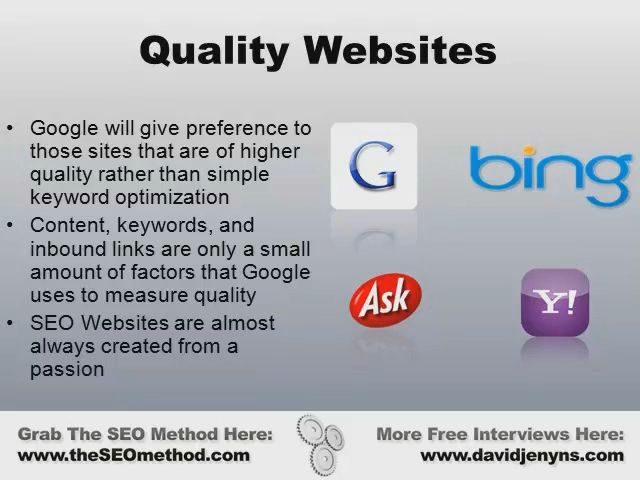 Quality Websites
• Google will give preference to
those sites that are of higher
quality rather than simple
keyword optimization
• Content, keywords, and
inbound links are only a small
amount of factors that Google
uses to measure quality
• SEO Websites are almost
always created from a
passion
G
bing
Ask
Y!
Grab The SEO Method Here:
www.theSEOmethod.com
More Free Interviews Here:
www.davidjenyns.com